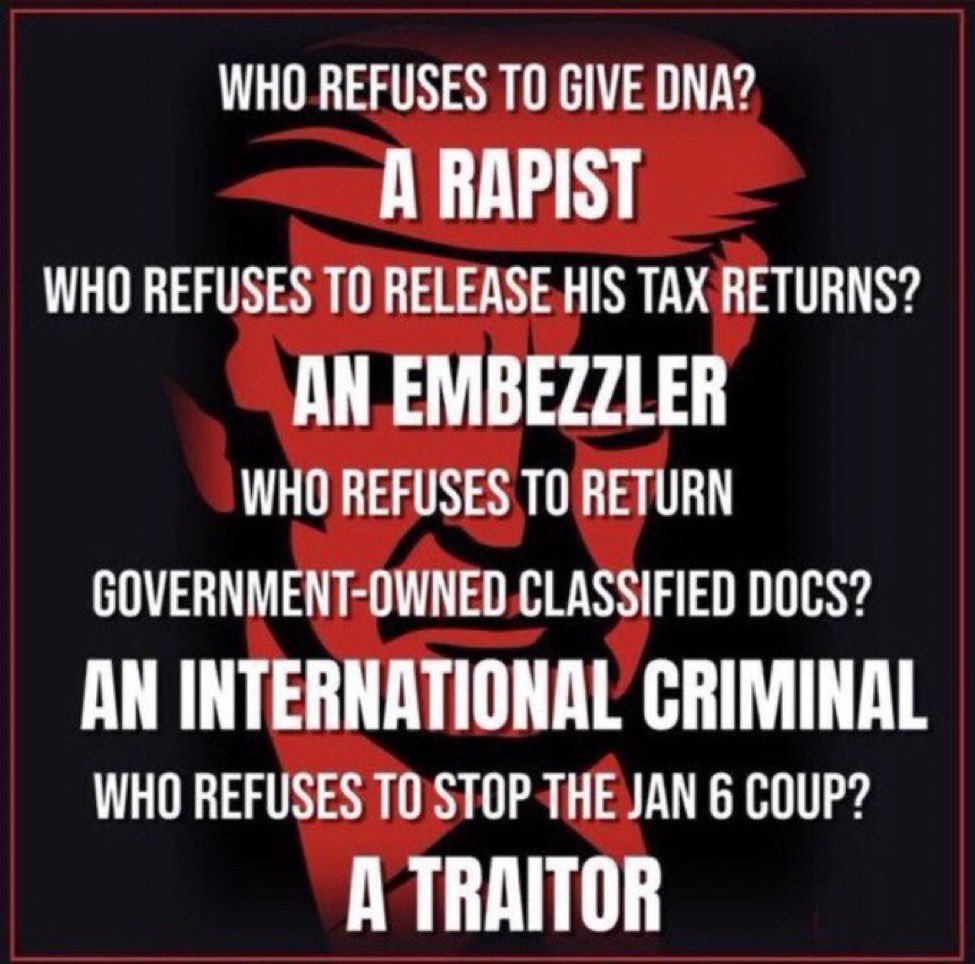 WHO REFUSES TO GIVE DNA?
A RAPIST
WHO REFUSES TO RELEASE HIS TAX RETURNS?
AN EMBEZZLER
WHO REFUSES TO RETURN
GOVERNMENT-OWNED CLASSIFIED DOCS?
AN INTERNATIONAL CRIMINAL
WHO REFUSES TO STOP THE JAN 6 COUP?
A TRAITOR